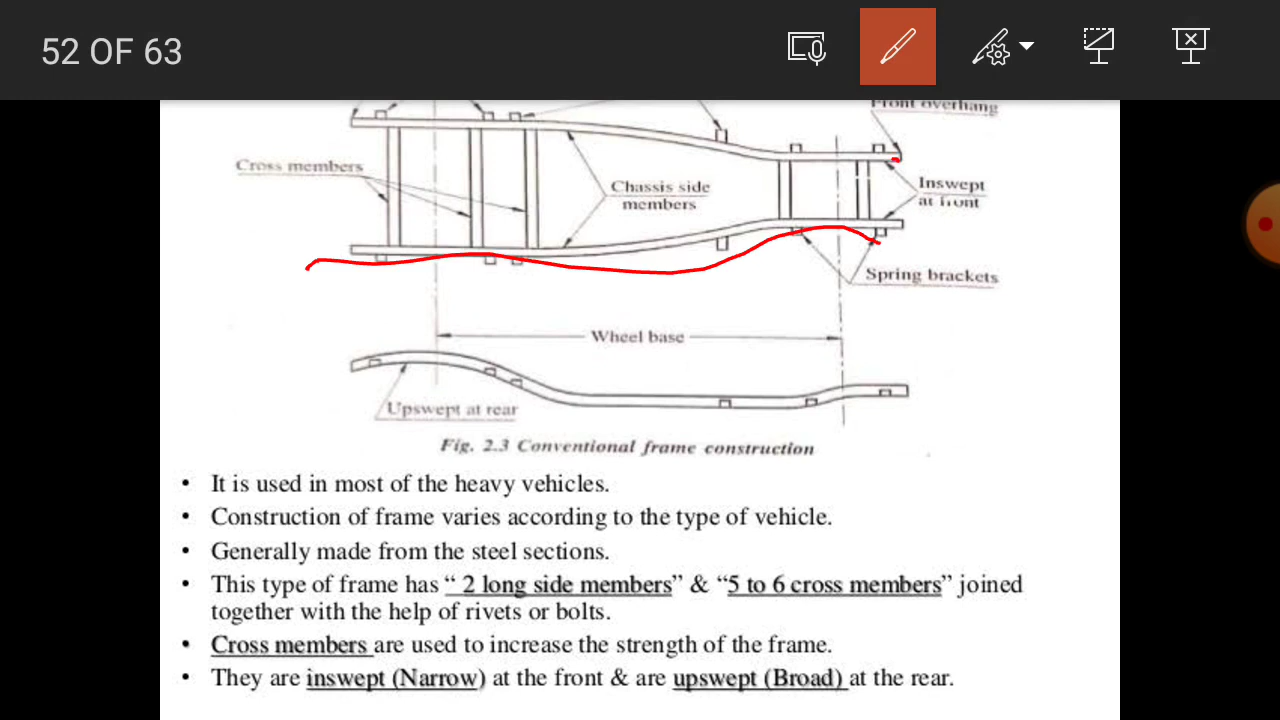 52 OF 63
Front overhang
Cross members
Chassis side
members
Inswept
at front
Spring brackets
Wheel base
Upswept at rear
Fig. 2.3 Conventional frame construction
• It is used in most of the heavy vehicles.
• Construction of frame varies according to the type of vehicle.
• Generally made from the steel sections.
• This type of frame has “ 2 long side members” & “5 to 6 cross members” joined
together with the help of rivets or bolts.
• Cross members are used to increase the strength of the frame.
• They are inswept (Narrow) at the front & are upswept (Broad) at the rear.